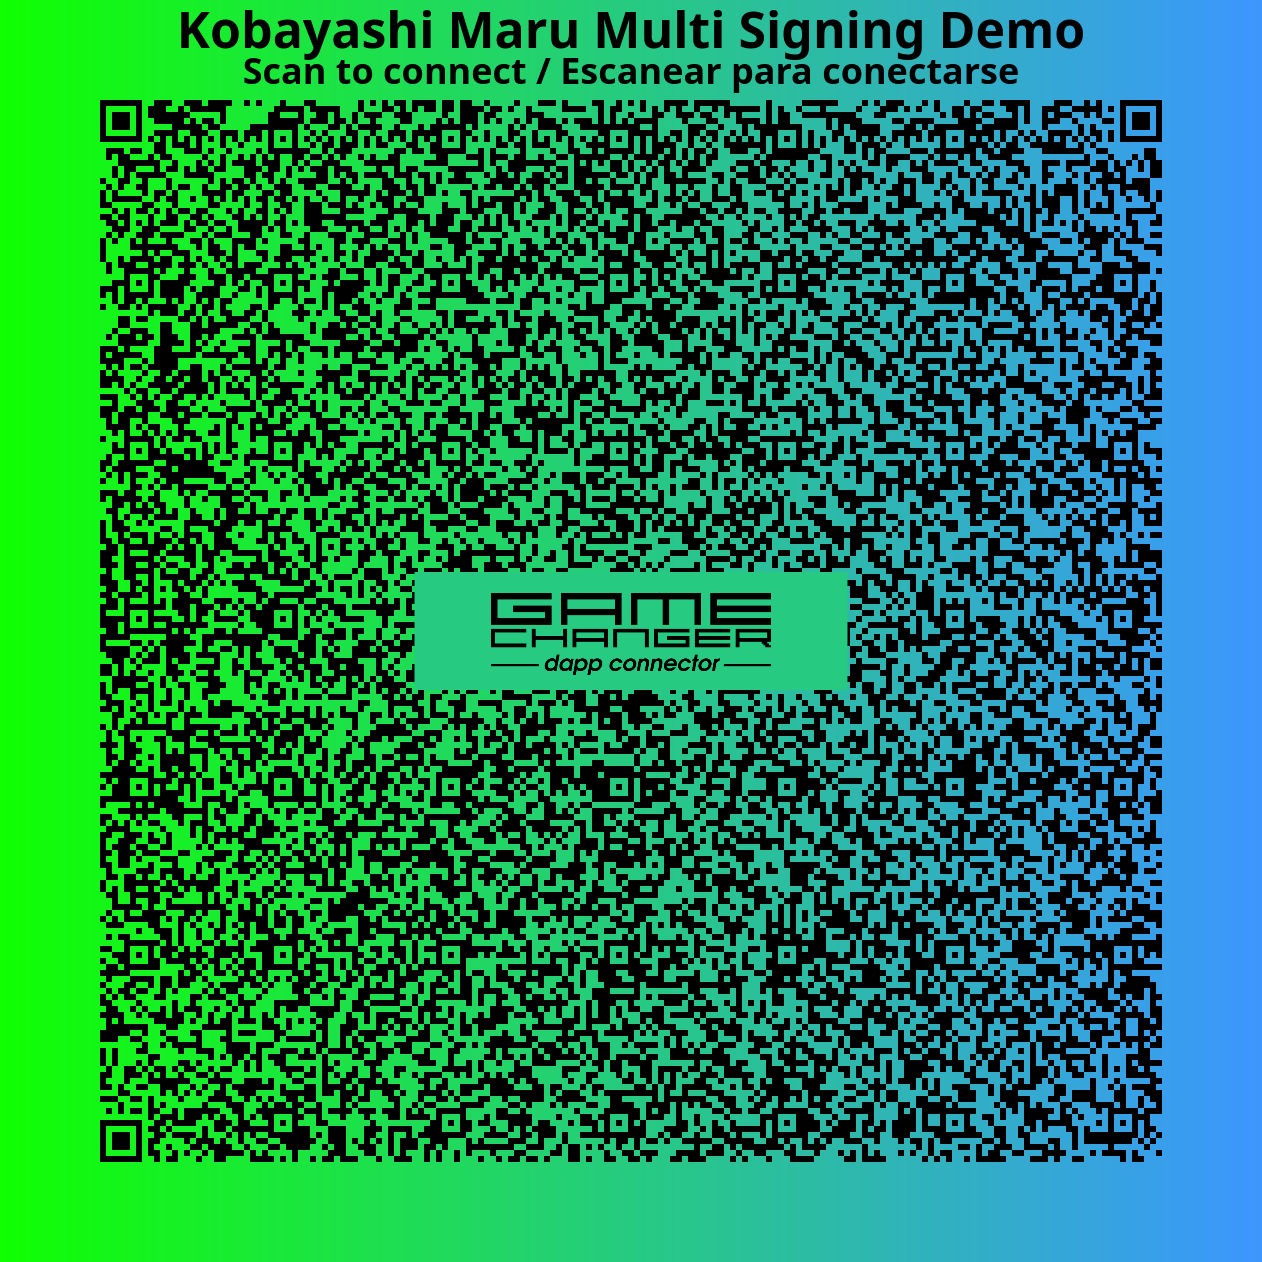 Kobayashi Maru Multi Signing Demo
Scan to connect / Escanear para conectarse
GAME
CHANGER
dapp connector